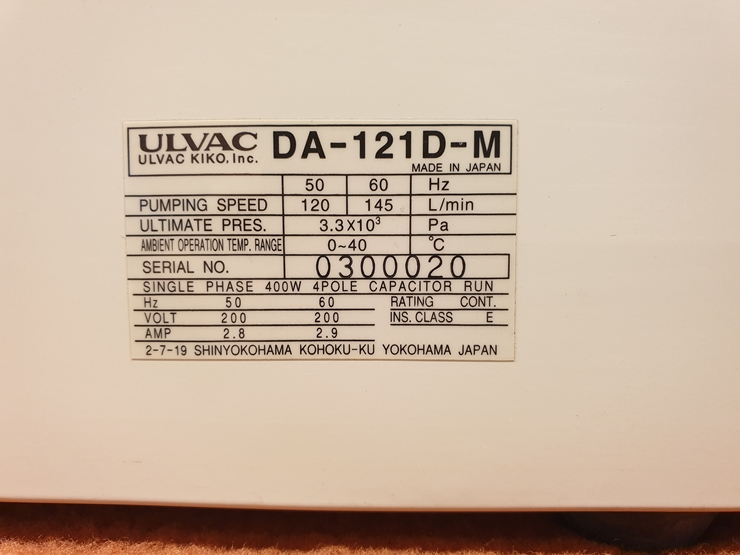 ULVAC DA-121D-M
ULVAC KIKO, Inc. MADE IN JAPAN
50 60 Hz
PUMPING SPEED 120 145 L/min
ULTIMATE PRES. 3.3X10³ Pa
AMBIENT OPERATION TEMP. RANGE 0~40 ℃
SERIAL NO. 0300020
SINGLE PHASE 400W 4POLE CAPACITOR RUN
Hz 50 60 RATING CONT.
VOLT 200 200 INS. CLASS E
AMP 2.8 2.9
2-7-19 SHINYOKOHAMA KOHOKU-KU YOKOHAMA JAPAN